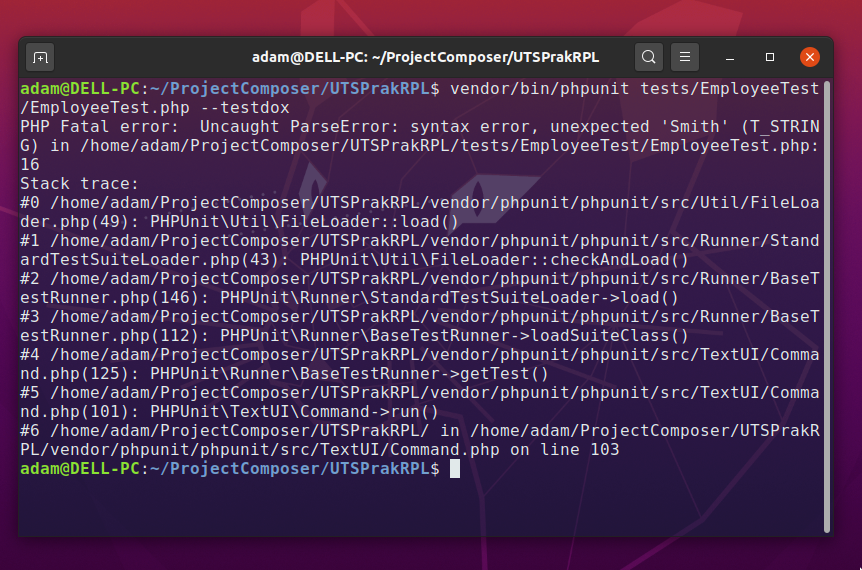 adam@DELL-PC: ~/ProjectComposer/UTSPrakRPL
adam@DELL-PC:~/ProjectComposer/UTSPrakRPL$ vendor/bin/phpunit tests/EmployeeTest
/EmployeeTest.php --testdox
PHP Fatal error:  Uncaught ParseError: syntax error, unexpected 'Smith' (T_STRIN
G) in /home/adam/ProjectComposer/UTSPrakRPL/tests/EmployeeTest/EmployeeTest.php:
16
Stack trace:
#0 /home/adam/ProjectComposer/UTSPrakRPL/vendor/phpunit/phpunit/src/Util/FileLoa
der.php(49): PHPUnit\Util\FileLoader::load()
#1 /home/adam/ProjectComposer/UTSPrakRPL/vendor/phpunit/phpunit/src/Runner/Stand
ardTestSuiteLoader.php(43): PHPUnit\Util\FileLoader::checkAndLoad()
#2 /home/adam/ProjectComposer/UTSPrakRPL/vendor/phpunit/phpunit/src/Runner/BaseT
estRunner.php(146): PHPUnit\Runner\StandardTestSuiteLoader->load()
#3 /home/adam/ProjectComposer/UTSPrakRPL/vendor/phpunit/phpunit/src/Runner/BaseT
estRunner.php(112): PHPUnit\Runner\BaseTestRunner->loadSuiteClass()
#4 /home/adam/ProjectComposer/UTSPrakRPL/vendor/phpunit/phpunit/src/TextUI/Comma
nd.php(125): PHPUnit\Runner\BaseTestRunner->getTest()
#5 /home/adam/ProjectComposer/UTSPrakRPL/vendor/phpunit/phpunit/src/TextUI/Comma
nd.php(101): PHPUnit\TextUI\Command->run()
#6 /home/adam/ProjectComposer/UTSPrakRPL/ in /home/adam/ProjectComposer/UTSPrakR
PL/vendor/phpunit/phpunit/src/TextUI/Command.php on line 103
adam@DELL-PC:~/ProjectComposer/UTSPrakRPL$